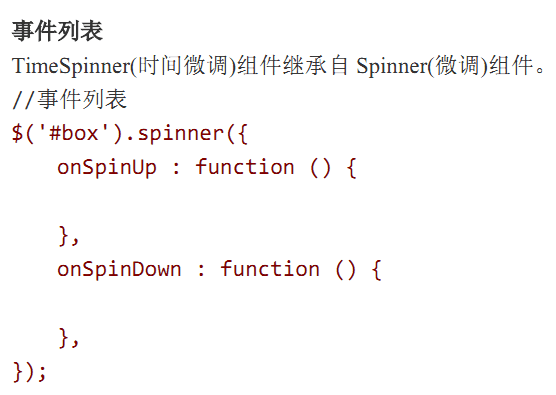 事件列表
TimeSpinner(时间微调)组件继承自 Spinner(微调)组件。
//事件列表
$('#box').spinner({
onSpinUp : function () {
},
onSpinDown : function () {
},
});